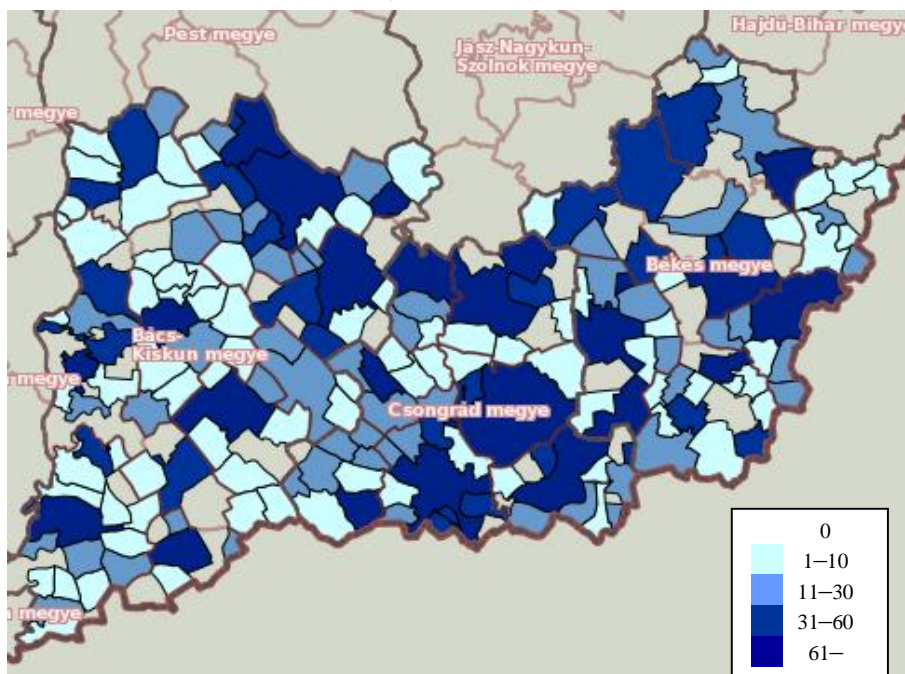 Pest megye
Hajdú-Bihar megye
Jász-Nagykun-
Szolnok megye
megye
Békés megye
Bács-
Kiskun megye
megye
Csongrád megye
megye
0
1–10
11–30
31–60
61–